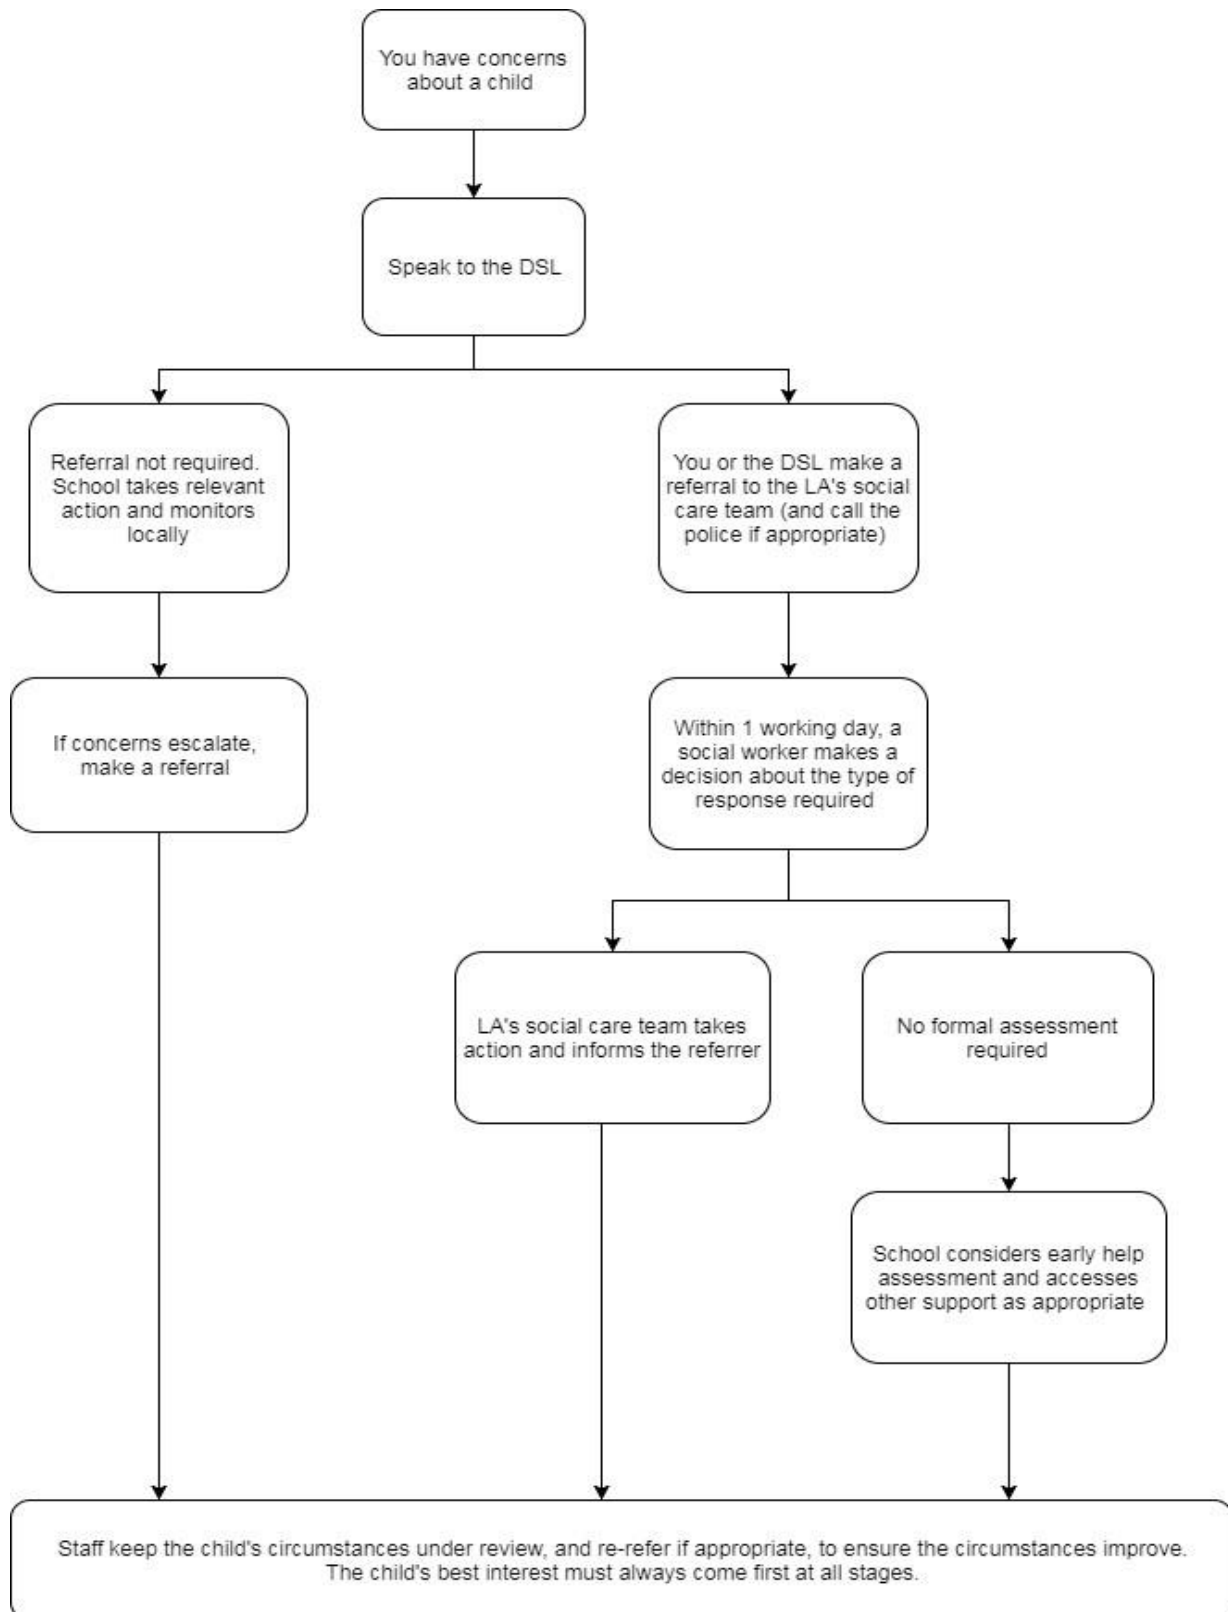 You have concerns
about a child
Speak to the DSL
Referral not required.
School takes relevant
action and monitors
locally
You or the DSL make a
referral to the LA's social
care team (and call the
police if appropriate)
If concerns escalate,
make a referral
Within 1 working day, a
social worker makes a
decision about the type of
response required
LA's social care team takes
action and informs the referrer
No formal assessment
required
School considers early help
assessment and accesses
other support as appropriate
Staff keep the child's circumstances under review, and re-refer if appropriate, to ensure the circumstances improve.
The child's best interest must always come first at all stages.